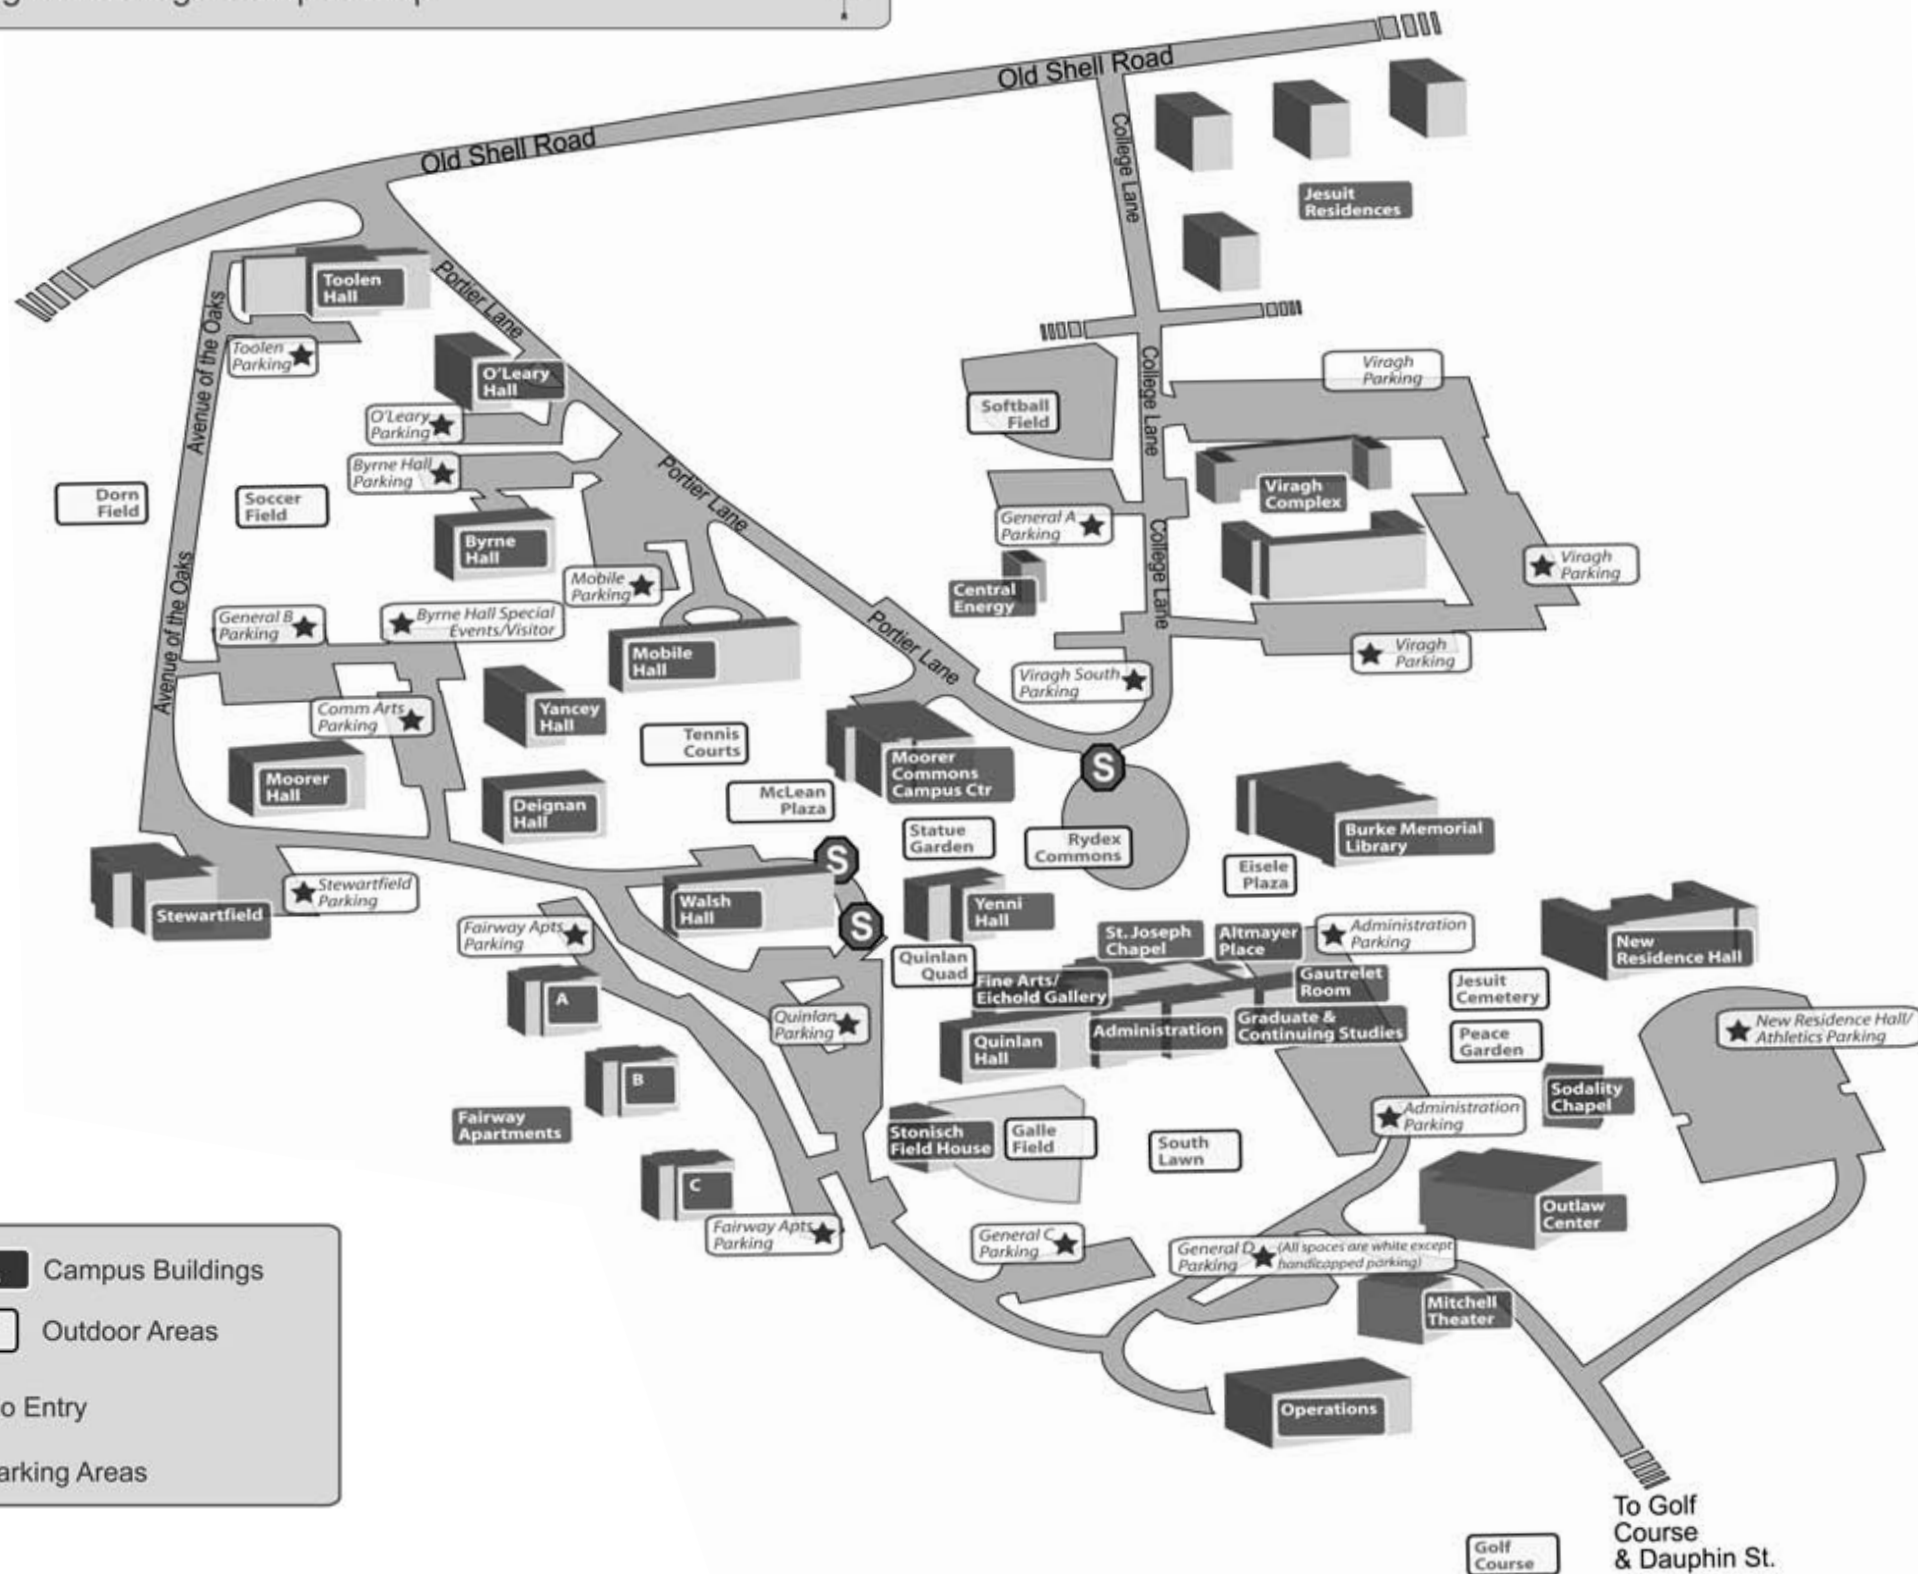 Old Shell Road
Old Shell Road
College Lane
Jesuit
Residences
Toolen
Hall
Portier Lane
Avenue of the Oaks
Toolen
Parking
O'Leary
Hall
O'Leary
Parking
College Lane
Viragh
Parking
Softball
Field
Byrne Hall
Parking
Portier Lane
Dorn
Field
Soccer
Field
Viragh
Complex
General A
Parking
College Lane
Byrne
Hall
Avenue of the Oaks
Mobile
Parking
Central
Energy
Viragh
Parking
General B
Parking
Byrne Hall Special
Events/Visitor
Portier Lane
Mobile
Hall
Viragh
Parking
Viragh South
Parking
Comm Arts
Parking
Yancey
Hall
Tennis
Courts
Moorer
Commons
Campus Ctr
S
Moorer
Hall
Deignan
Hall
McLean
Plaza
Statue
Garden
Rydex
Commons
Burke Memorial
Library
S
Eisele
Plaza
Stewartfield
Parking
Stewartfield
Walsh
Hall
S
Yenni
Hall
Fairway Apts
Parking
St. Joseph
Chapel
Altmayer
Place
Administration
Parking
New
Residence Hall
Quinlan
Quad
Fine Arts/
Eichold Gallery
Gautrelet
Room
Jesuit
Cemetery
A
Quinlan
Parking
Quinlan
Hall
Administration
Graduate &
Continuing Studies
Peace
Garden
New Residence Hall/
Athletics Parking
B
Sodality
Chapel
Fairway
Apartments
Stonisch
Field House
Galle
Field
South
Lawn
Administration
Parking
C
Outlaw
Center
Fairway Apts
Parking
General C
Parking
General D
Parking
(All spaces are white except
handicapped parking)
Mitchell
Theater
Operations
Campus Buildings
Outdoor Areas
o Entry
arking Areas
To Golf
Course
& Dauphin St.
Golf
Course